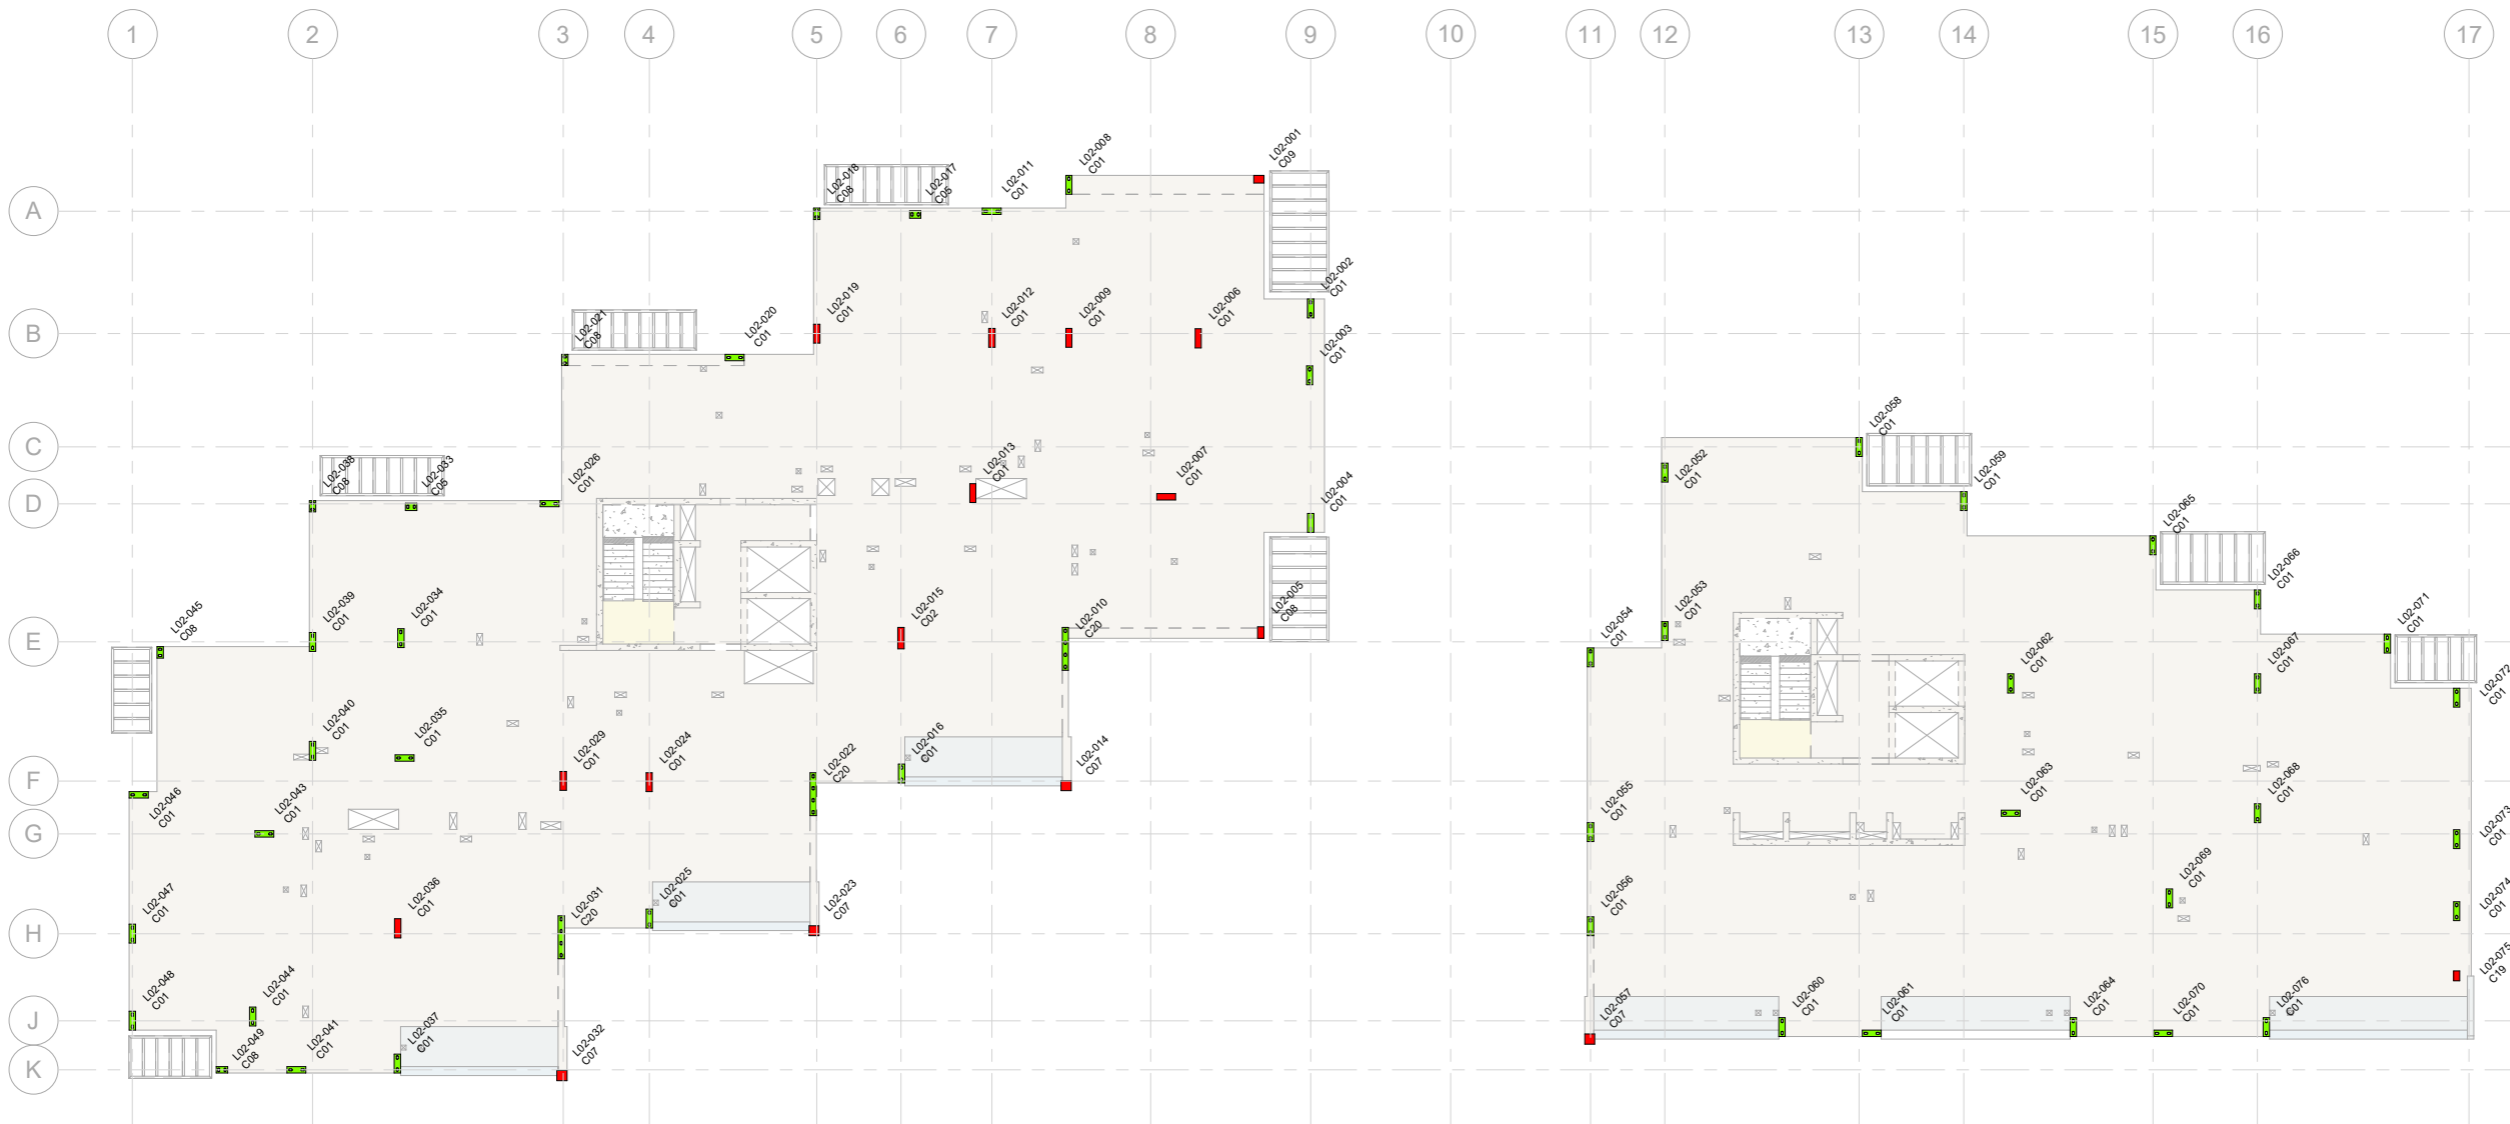 1 2 3 4 5 6 7 8 9 10 11 12 13 14 15 16 17
A
B
C
D
E
F
G
H
J
K
L02-018
C08
L02-017
C05
L02-011
C01
L02-008
C01
L02-001
C09
L02-002
C01
L02-021
C08
L02-020
C01
L02-019
C01
L02-012
C01
L02-009
C01
L02-006
C01
L02-003
C01
L02-058
C01
L02-038
C08
L02-033
C05
L02-026
C01
L02-013
C01
L02-007
C01
L02-004
C01
L02-052
C01
L02-059
C01
L02-065
C01
L02-066
C01
L02-045
C08
L02-039
C01
L02-034
C01
L02-015
C02
L02-010
C20
L02-005
C08
L02-054
C01
L02-053
C01
L02-062
C01
L02-067
C01
L02-071
C01
L02-072
C01
L02-040
C01
L02-035
C01
L02-029
C01
L02-024
C01
L02-022
C20
L02-016
C01
L02-014
C07
L02-046
C01
L02-043
C01
L02-055
C01
L02-063
C01
L02-068
C01
L02-073
C01
L02-047
C01
L02-036
C01
L02-031
C20
L02-025
C01
L02-023
C07
L02-056
C01
L02-069
C01
L02-074
C01
L02-075
C19
L02-048
C01
L02-044
C01
L02-049
C08
L02-041
C01
L02-037
C01
L02-032
C07
L02-057
C07
L02-060
C01
L02-061
C01
L02-064
C01
L02-070
C01
L02-076
C01